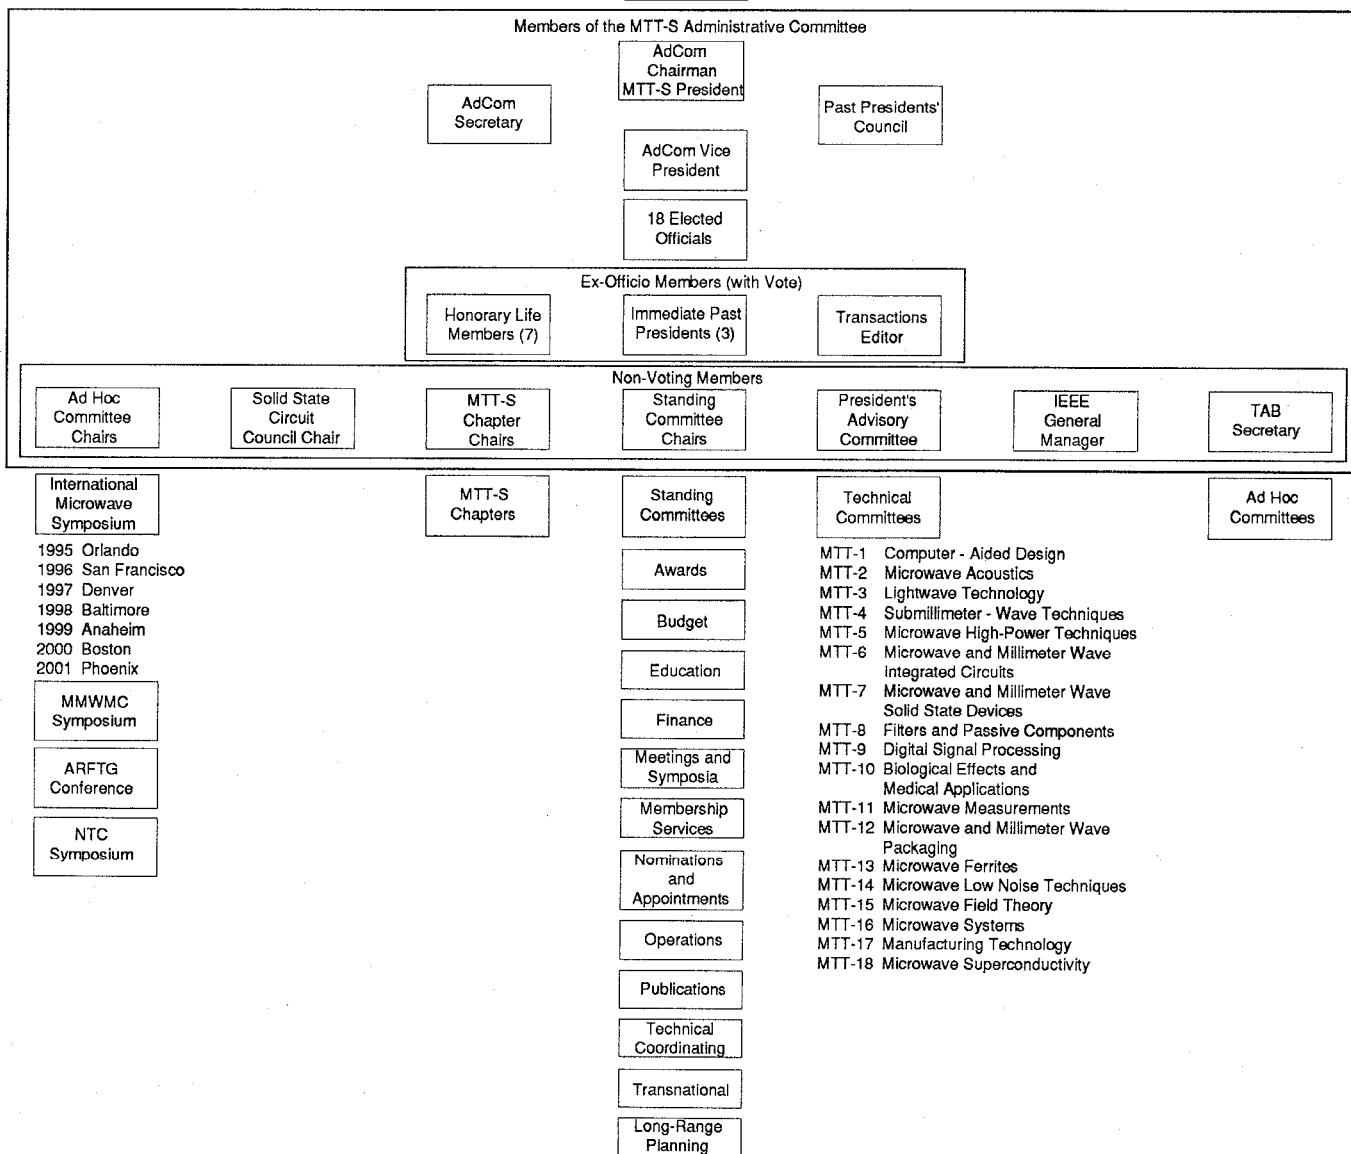 Members of the MTT-S Administrative Committee
AdCom
Chairman
MTT-S President
AdCom
Secretary
Past Presidents'
Council
AdCom Vice
President
18 Elected
Officials
Ex-Officio Members (with Vote)
Honorary Life
Members (7)
Immediate Past
Presidents (3)
Transactions
Editor
Non-Voting Members
Ad Hoc
Committee
Chairs
Solid State
Circuit
Council Chair
MTT-S
Chapter
Chairs
Standing
Committee
Chairs
President's
Advisory
Committee
IEEE
General
Manager
TAB
Secretary
International
Microwave
Symposium
1995 Orlando
1996 San Francisco
1997 Denver
1998 Baltimore
1999 Anaheim
2000 Boston
2001 Phoenix
MMWMC
Symposium
ARFTG
Conference
NTC
Symposium
MTT-S
Chapters
Standing
Committees
Awards
Budget
Education
Finance
Meetings and
Symposia
Membership
Services
Nominations
and
Appointments
Operations
Publications
Technical
Coordinating
Transnational
Long-Range
Planning
Technical
Committees
MTT-1 Computer - Aided Design
MTT-2 Microwave Acoustics
MTT-3 Lightwave Technology
MTT-4 Submillimeter - Wave Techniques
MTT-5 Microwave High-Power Techniques
MTT-6 Microwave and Millimeter Wave
Integrated Circuits
MTT-7 Microwave and Millimeter Wave
Solid State Devices
MTT-8 Filters and Passive Components
MTT-9 Digital Signal Processing
MTT-10 Biological Effects and
Medical Applications
MTT-11 Microwave Measurements
MTT-12 Microwave and Millimeter Wave
Packaging
MTT-13 Microwave Ferrites
MTT-14 Microwave Low Noise Techniques
MTT-15 Microwave Field Theory
MTT-16 Microwave Systems
MTT-17 Manufacturing Technology
MTT-18 Microwave Superconductivity
Ad Hoc
Committees